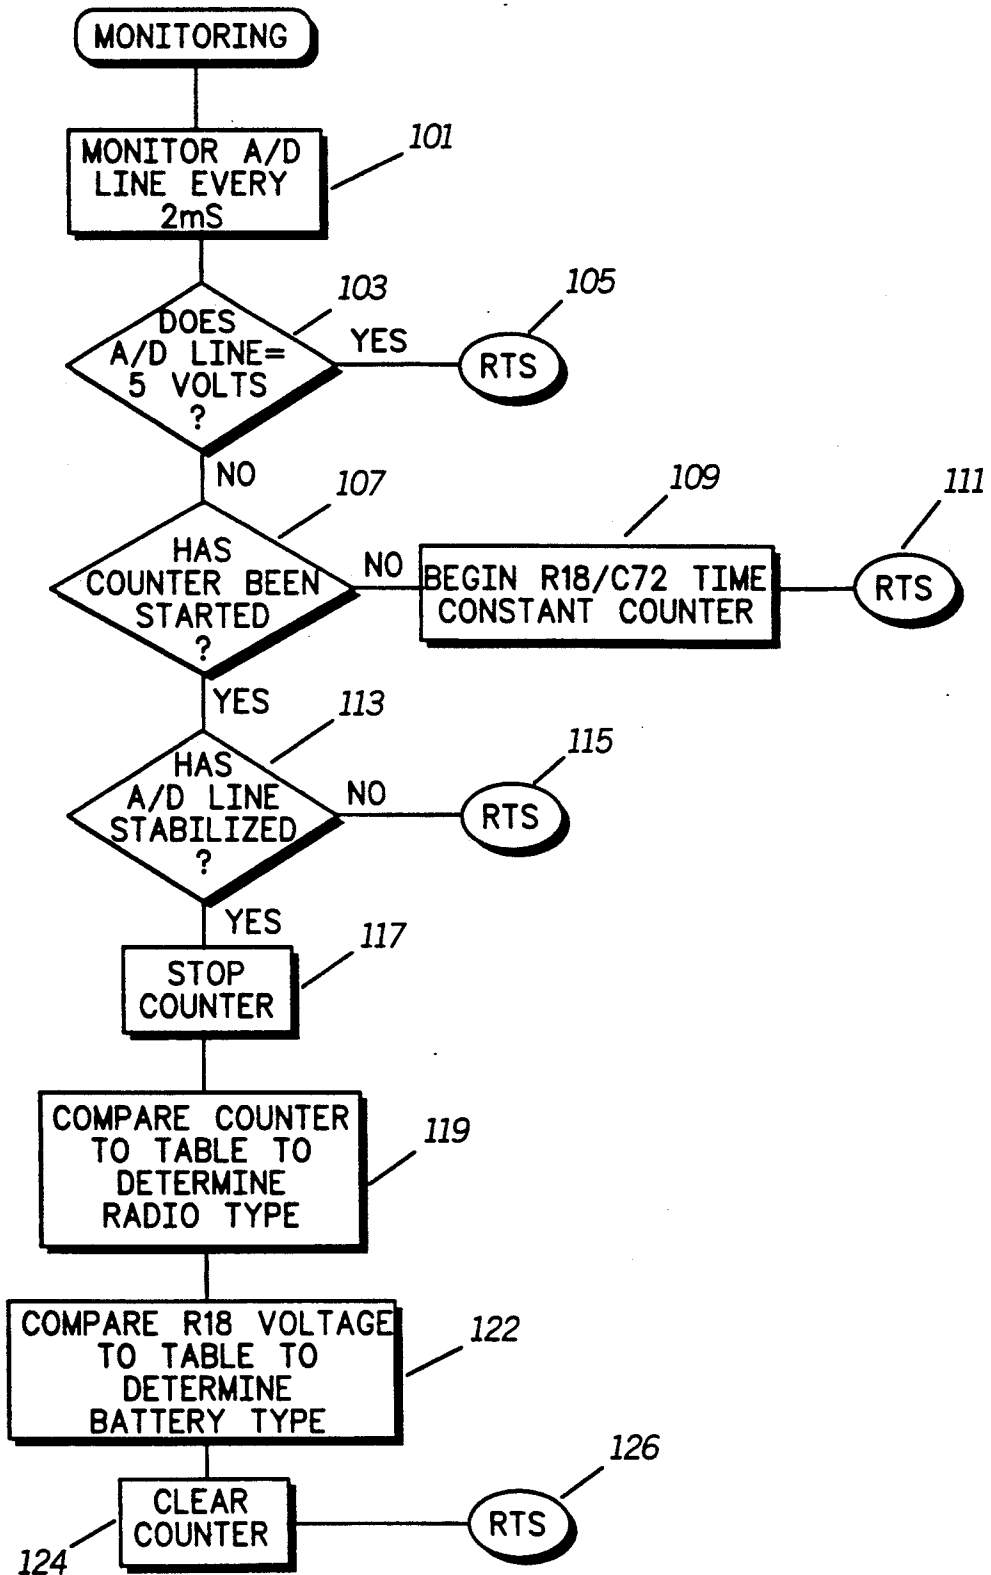 MONITORING
101
MONITOR A/D
LINE EVERY
2mS
103
DOES
A/D LINE=
5 VOLTS
?
YES
105
RTS
NO
107
HAS
COUNTER BEEN
STARTED
?
NO
109
BEGIN R18/C72 TIME
CONSTANT COUNTER
111
RTS
YES
113
HAS
A/D LINE
STABILIZED
?
NO
115
RTS
YES
117
STOP
COUNTER
119
COMPARE COUNTER
TO TABLE TO
DETERMINE
RADIO TYPE
122
COMPARE R18 VOLTAGE
TO TABLE TO
DETERMINE
BATTERY TYPE
124
CLEAR
COUNTER
126
RTS